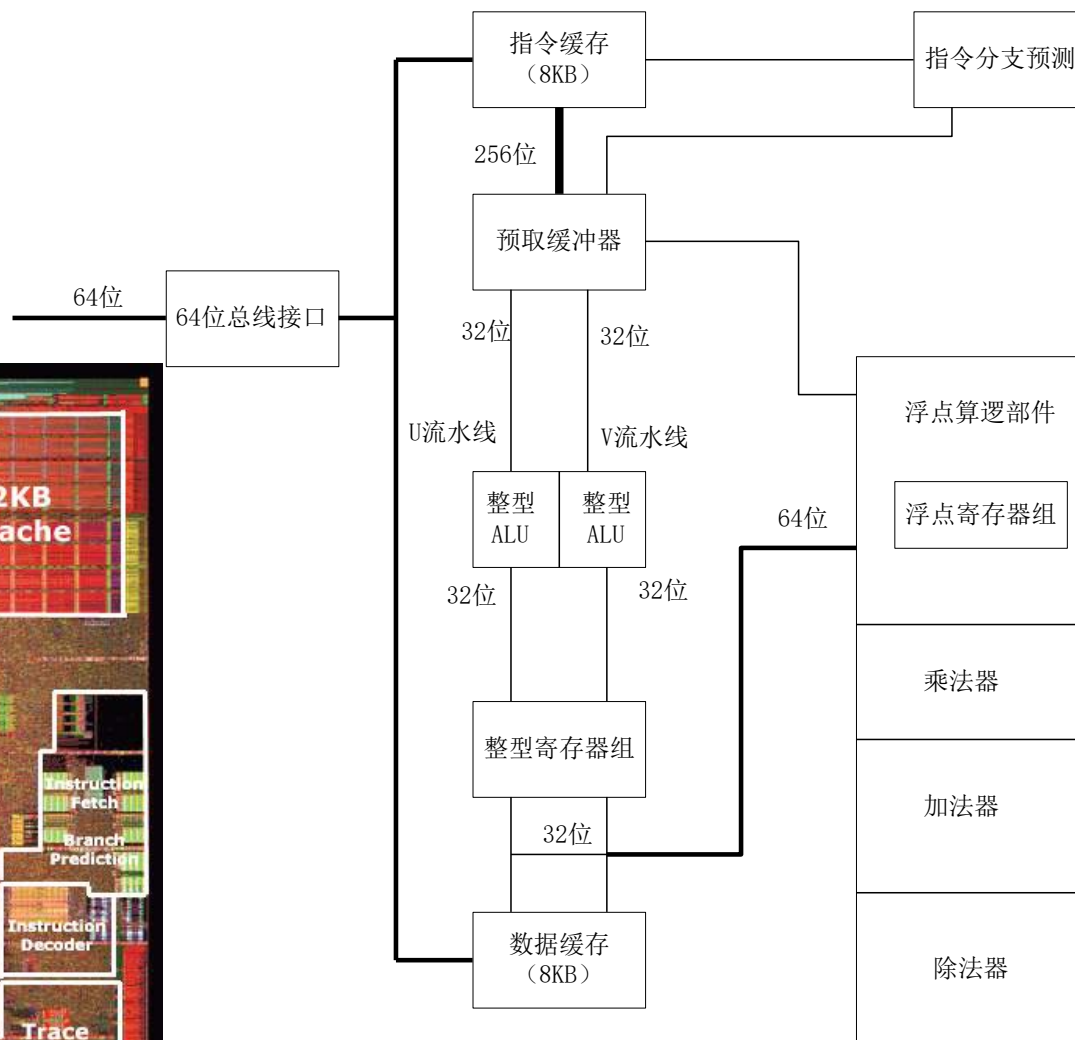 指令缓存
（8KB）
指令分支预测
256位
预取缓冲器
64位
64位总线接口
32位
32位
浮点算逻部件
U流水线
V流水线
整型
ALU
整型
ALU
浮点寄存器组
64位
32位
32位
乘法器
整型寄存器组
加法器
32位
数据缓存
（8KB）
除法器
2KB
ache
Instruction
Fetch
Branch
Prediction
Instruction
Decoder
Trace